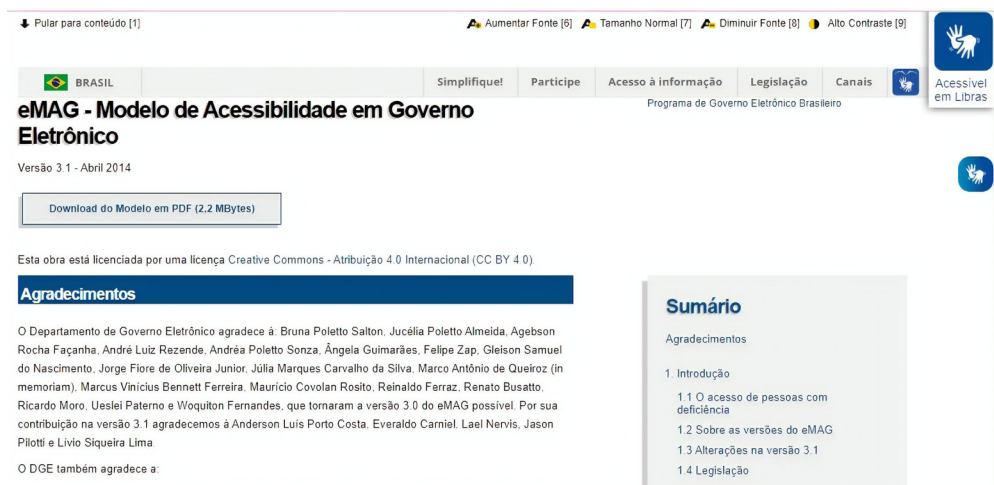 Pular para conteúdo [1]
Aumentar Fonte [6] Tamanho Normal [7] Diminuir Fonte [8] Alto Contraste [9]
BRASIL
Simplifique! Participe Acesso à informação Legislação Canais
Acessível
em Libras
eMAG - Modelo de Acessibilidade em Governo
Eletrônico
Programa de Governo Eletrônico Brasileiro
Versão 3.1 - Abril 2014
Download do Modelo em PDF (2,2 MBytes)
Esta obra está licenciada por uma licença Creative Commons - Atribuição 4.0 Internacional (CC BY 4.0).
Agradecimentos
O Departamento de Governo Eletrônico agradece à: Bruna Poletto Salton, Jucélia Poletto Almeida, Agebson
Rocha Façanha, André Luiz Rezende, Andréa Poletto Sonza, Ângela Guimarães, Felipe Zap, Gleison Samuel
do Nascimento, Jorge Fiore de Oliveira Junior, Júlia Marques Carvalho da Silva, Marco Antônio de Queiroz (in
memoriam), Marcus Vinícius Bennett Ferreira, Maurício Covolan Rosito, Reinaldo Ferraz, Renato Busatto,
Ricardo Moro, Ueslei Paterno e Woquiton Fernandes, que tornaram a versão 3.0 do eMAG possível. Por sua
contribuição na versão 3.1 agradecemos à Anderson Luís Porto Costa, Everaldo Carniel, Lael Nervis, Jason
Pilotti e Lívio Siqueira Lima.
O DGE também agradece a:
Sumário
Agradecimentos
1. Introdução
1.1 O acesso de pessoas com
deficiência
1.2 Sobre as versões do eMAG
1.3 Alterações na versão 3.1
1.4 Legislação